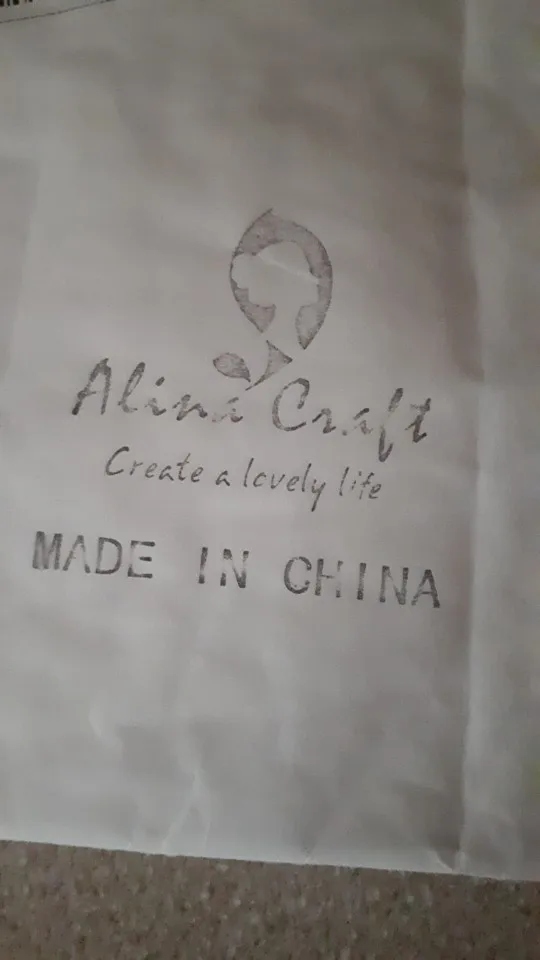 Alina Craft
Create a lovely life
MADE IN CHINA